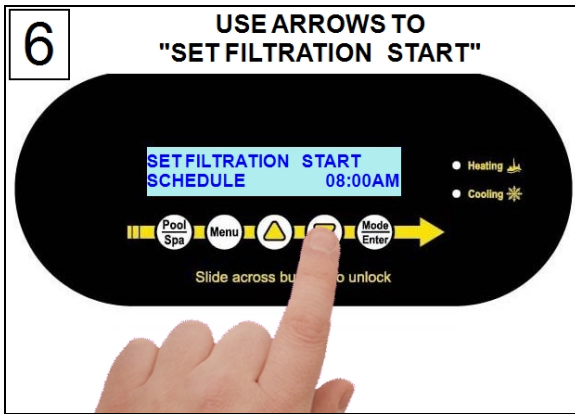 6
USE ARROWS TO
"SET FILTRATION START"
SET FILTRATION START
SCHEDULE 08:00AM
Heating
Cooling
Pool
Spa
Menu
Mode
Enter
Slide across bu o unlock